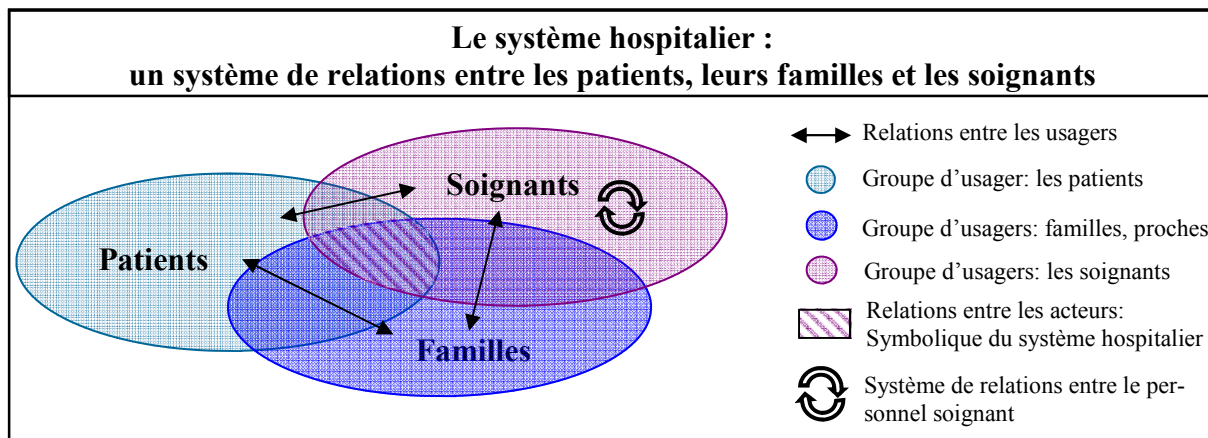 Le système hospitalier :
un système de relations entre les patients, leurs familles et les soignants
Soignants
Patients
Familles
Relations entre les usagers
Groupe d’usager: les patients
Groupe d’usagers: familles, proches
Groupe d’usagers: les soignants
Relations entre les acteurs:
Symbolique du système hospitalier
Système de relations entre le per-
sonnel soignant